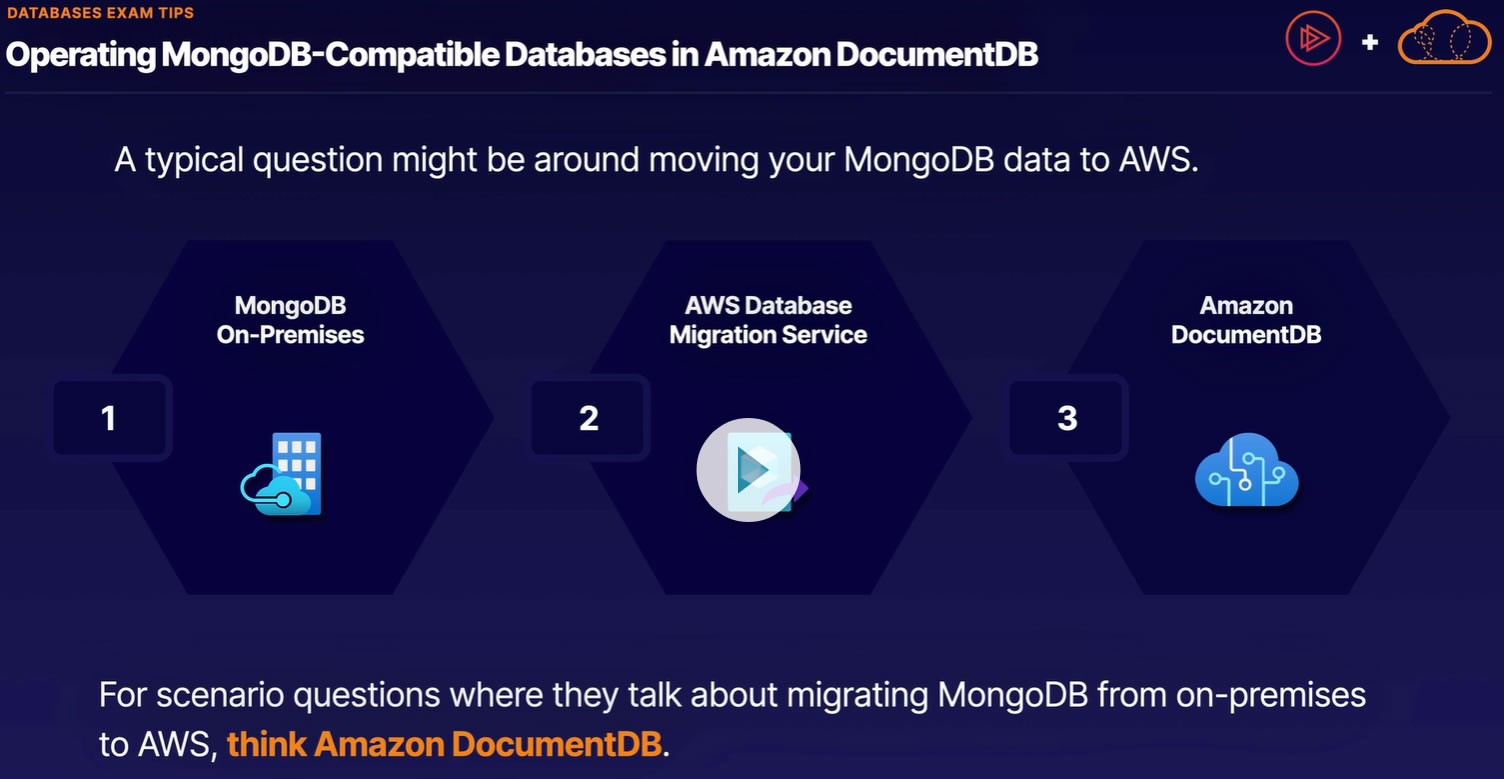 DATABASES EXAM TIPS
Operating MongoDB-Compatible Databases in Amazon DocumentDB
+
A typical question might be around moving your MongoDB data to AWS.
MongoDB
On-Premises
1
AWS Database
Migration Service
2
Amazon
DocumentDB
3
For scenario questions where they talk about migrating MongoDB from on-premises
to AWS, think Amazon DocumentDB.